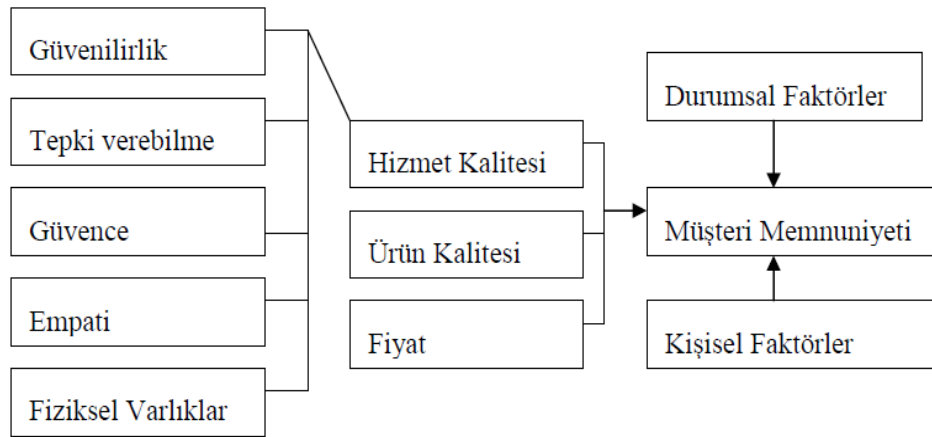 Güvenilirlik
Tepki verebilme
Güvence
Empati
Fiziksel Varlıklar
Hizmet Kalitesi
Ürün Kalitesi
Fiyat
Durumsal Faktörler
Müşteri Memnuniyeti
Kişisel Faktörler